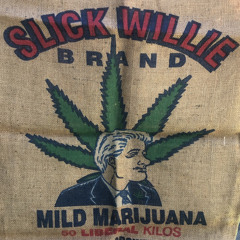 SLICK WILLIE
BRAND
MILD MARIJUANA
50 LIBERAL KILOS